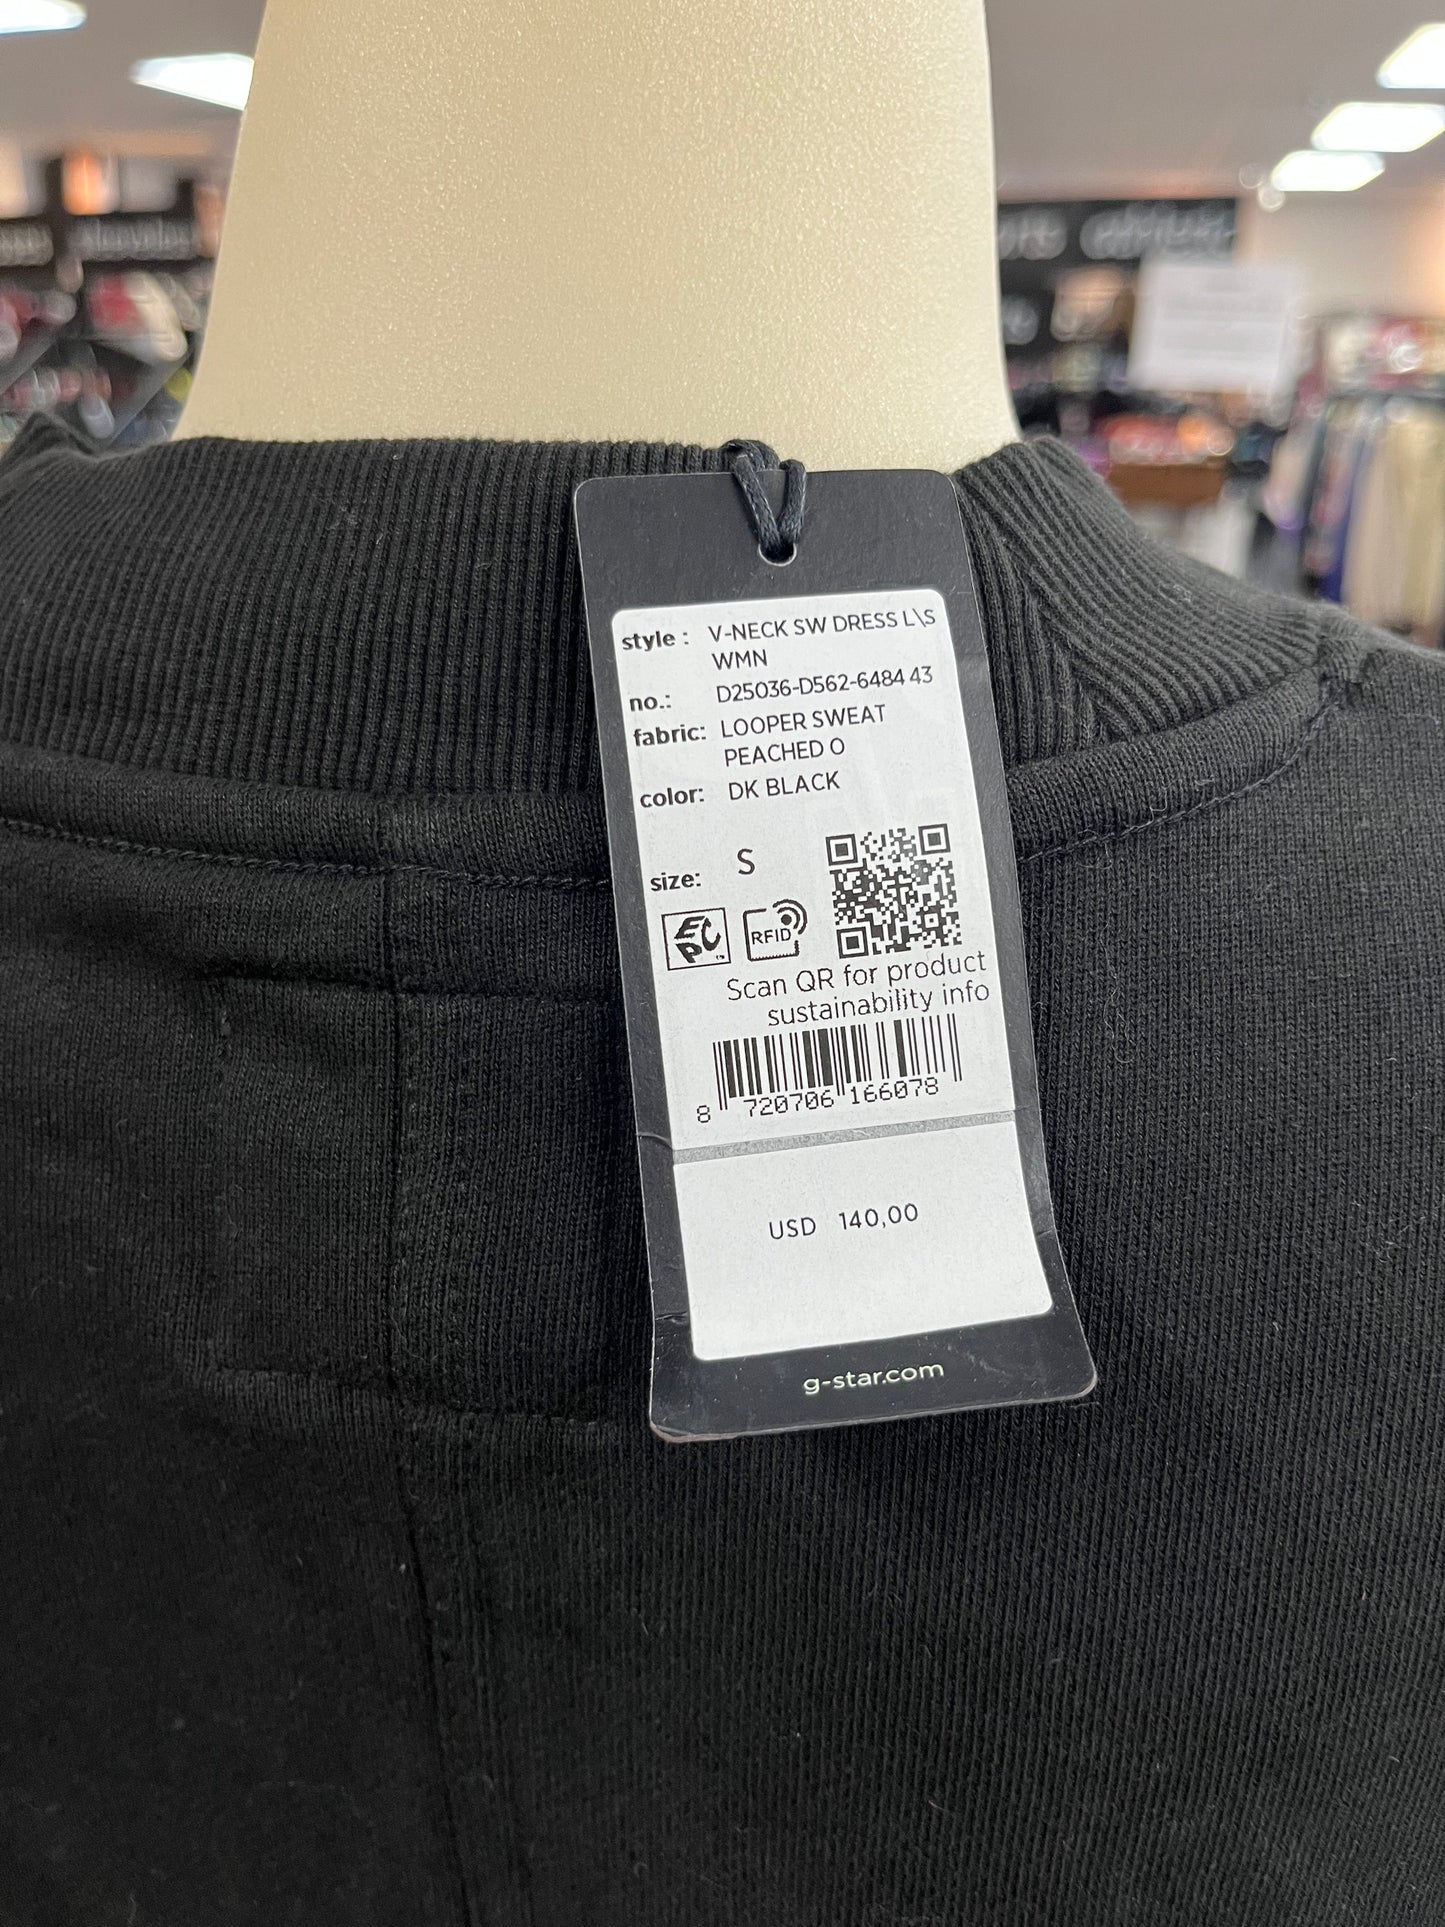 style : V-NECK SW DRESS L\S
WMN
no.: D25036-D562-6484 43
fabric: LOOPER SWEAT
PEACHED O
color: DK BLACK
size: S
EPC RFID
Scan QR for product
sustainability info
8 720706 166078
USD 140,00
g-star.com